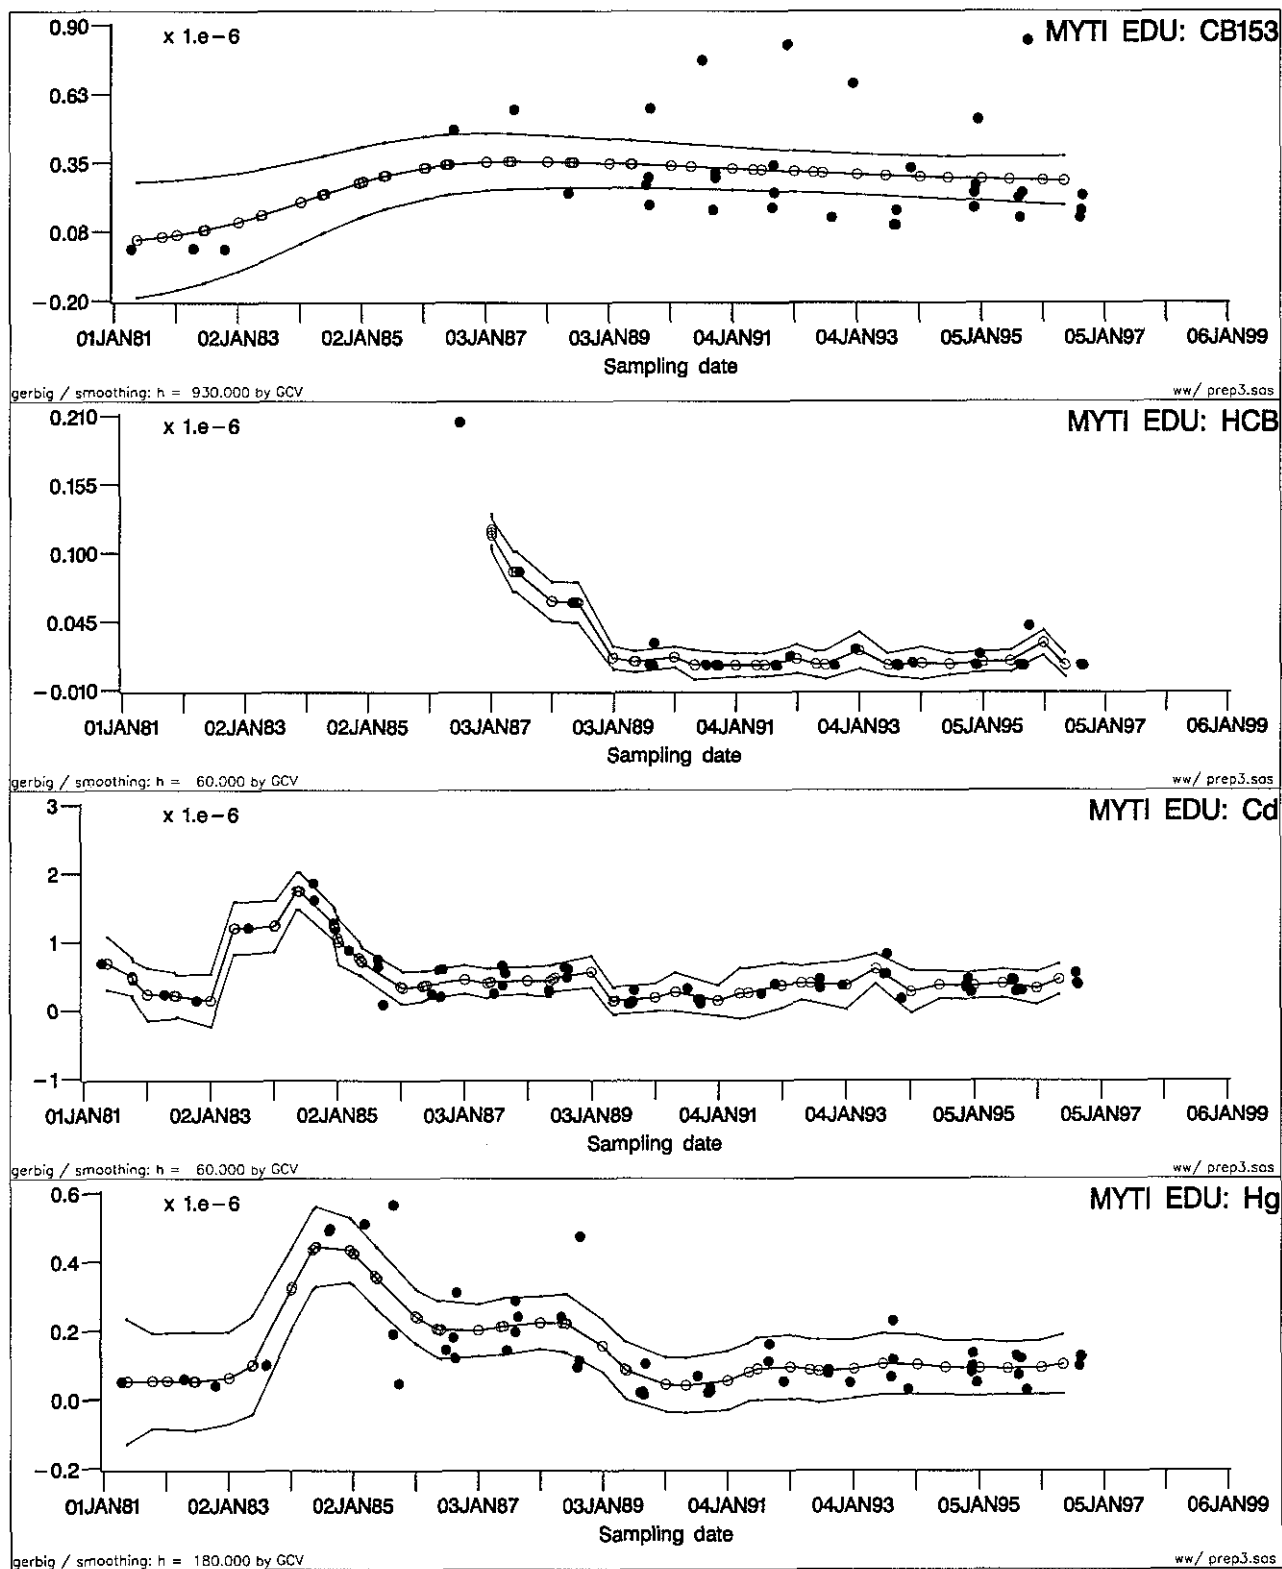 MYTI EDU: CB153
x 1.e-6
0.90
0.63
0.35
0.08
-0.20
01JAN81 02JAN83 02JAN85 03JAN87 03JAN89 04JAN91 04JAN93 05JAN95 05JAN97 06JAN99
Sampling date
gerbig / smoothing: h = 930.000 by GCV ww/ prep3.sas
MYTI EDU: HCB
x 1.e-6
0.210
0.155
0.100
0.045
-0.010
01JAN81 02JAN83 02JAN85 03JAN87 03JAN89 04JAN91 04JAN93 05JAN95 05JAN97 06JAN99
Sampling date
gerbig / smoothing: h = 60.000 by GCV ww/ prep3.sas
MYTI EDU: Cd
x 1.e-6
3
2
1
0
-1
01JAN81 02JAN83 02JAN85 03JAN87 03JAN89 04JAN91 04JAN93 05JAN95 05JAN97 06JAN99
Sampling date
gerbig / smoothing: h = 60.000 by GCV ww/ prep3.sas
MYTI EDU: Hg
x 1.e-6
0.6
0.4
0.2
0.0
-0.2
01JAN81 02JAN83 02JAN85 03JAN87 03JAN89 04JAN91 04JAN93 05JAN95 05JAN97 06JAN99
Sampling date
gerbig / smoothing: h = 180.000 by GCV ww/ prep3.sas